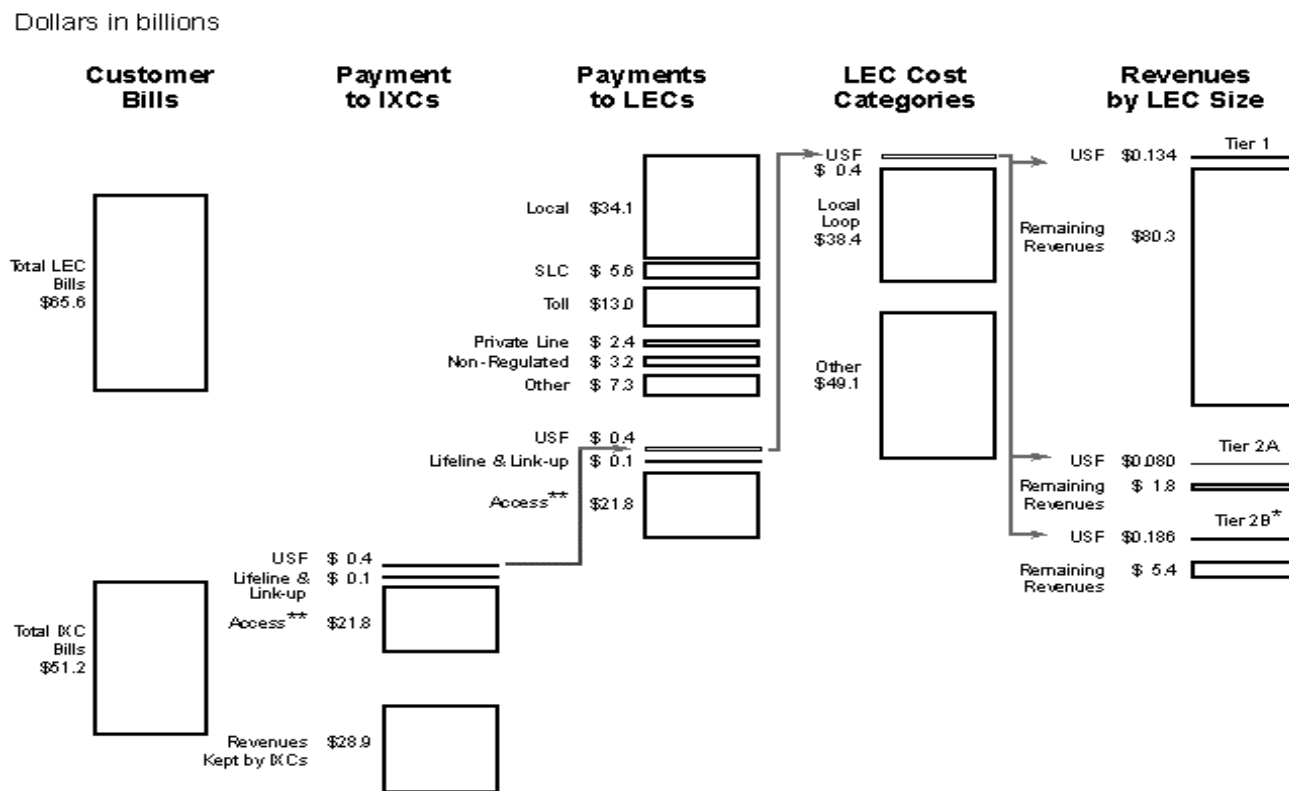 Dollars in billions
Customer
Bills
Payment
to IXCs
Payments
to LECs
LEC Cost
Categories
Revenues
by LEC Size
Total LEC
Bills
$65.6
Total IXC
Bills
$51.2
USF $ 0.4
Lifeline & $ 0.1
Link-up
Access** $21.8
Revenues $28.9
Kept by IXCs
Local $34.1
SLC $ 5.6
Toll $13.0
Private Line $ 2.4
Non-Regulated $ 3.2
Other $ 7.3
USF $ 0.4
Lifeline & Link-up $ 0.1
Access** $21.8
USF
$ 0.4
Local
Loop
$38.4
Other
$49.1
Tier 1
USF $0.134
Remaining $80.3
Revenues
Tier 2A
USF $0.080
Remaining $ 1.8
Revenues
Tier 2B*
USF $0.186
Remaining $ 5.4
Revenues